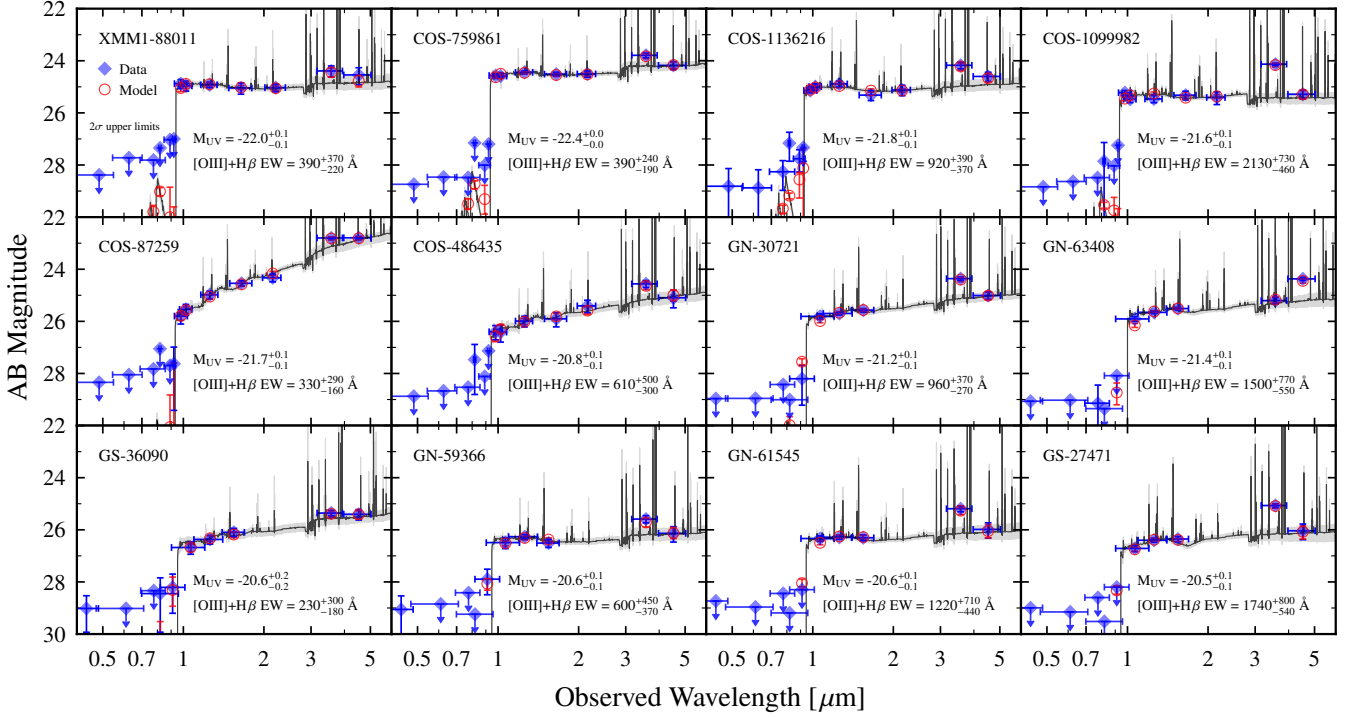 22
24
26
28
22
24
26
28
22
24
26
28
30
AB Magnitude
XMM1-88011
Data
Model
2σ upper limits
M_UV = -22.0^{+0.1}_{-0.1}
[OIII]+Hβ EW = 390^{+370}_{-220} Å
COS-759861
M_UV = -22.4^{+0.0}_{-0.0}
[OIII]+Hβ EW = 390^{+240}_{-190} Å
COS-1136216
M_UV = -21.8^{+0.1}_{-0.1}
[OIII]+Hβ EW = 920^{+390}_{-370} Å
COS-1099982
M_UV = -21.6^{+0.1}_{-0.1}
[OIII]+Hβ EW = 2130^{+730}_{-460} Å
COS-87259
M_UV = -21.7^{+0.1}_{-0.1}
[OIII]+Hβ EW = 330^{+290}_{-160} Å
COS-486435
M_UV = -20.8^{+0.1}_{-0.1}
[OIII]+Hβ EW = 610^{+500}_{-300} Å
GN-30721
M_UV = -21.2^{+0.1}_{-0.1}
[OIII]+Hβ EW = 960^{+370}_{-270} Å
GN-63408
M_UV = -21.4^{+0.1}_{-0.1}
[OIII]+Hβ EW = 1500^{+770}_{-550} Å
GS-36090
M_UV = -20.6^{+0.2}_{-0.2}
[OIII]+Hβ EW = 230^{+300}_{-180} Å
GN-59366
M_UV = -20.6^{+0.1}_{-0.1}
[OIII]+Hβ EW = 600^{+450}_{-370} Å
GN-61545
M_UV = -20.6^{+0.1}_{-0.1}
[OIII]+Hβ EW = 1220^{+710}_{-440} Å
GS-27471
M_UV = -20.5^{+0.1}_{-0.1}
[OIII]+Hβ EW = 1740^{+800}_{-540} Å
0.5 0.7 1 2 3 5
0.5 0.7 1 2 3 5
0.5 0.7 1 2 3 5
0.5 0.7 1 2 3 5
Observed Wavelength [μm]